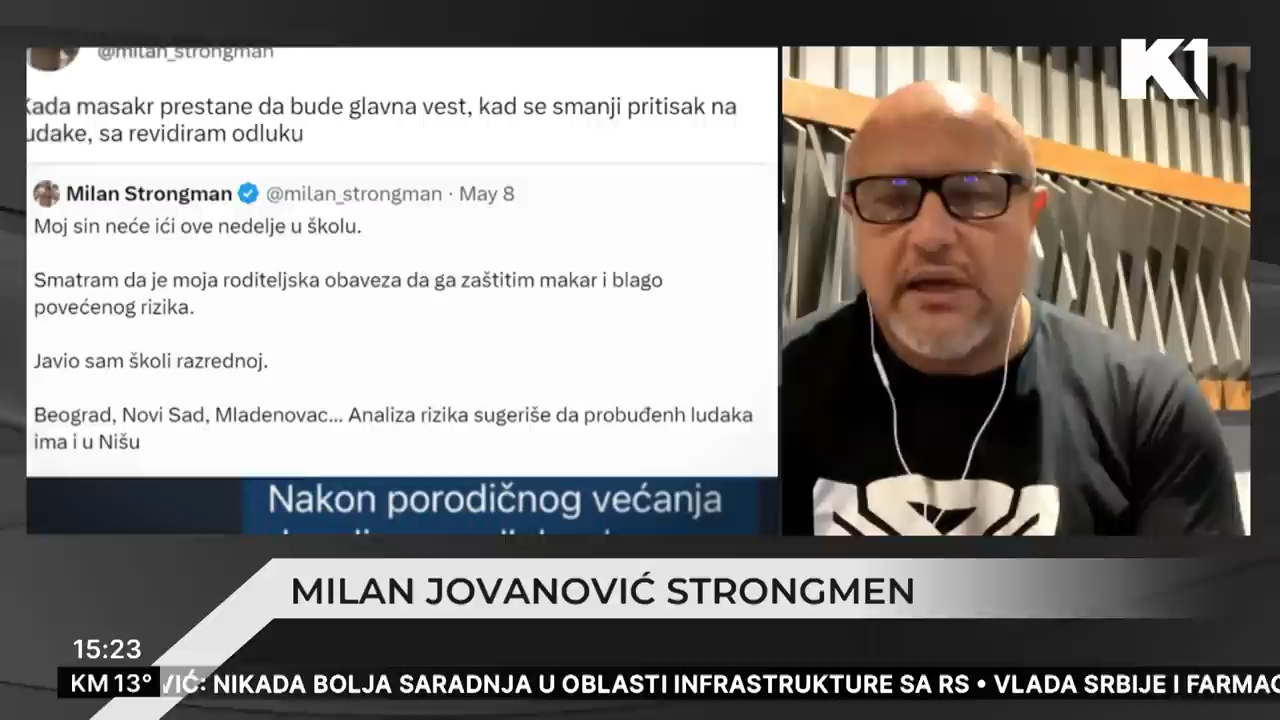 @milan_strongman
Kada masakr prestane da bude glavna vest, kad se smanji pritisak na
ludake, sa revidiram odluku
Milan Strongman @milan_strongman · May 8
Moj sin neće ići ove nedelje u školu.
Smatram da je moja roditeljska obaveza da ga zaštitim makar i blago
povećenog rizika.
Javio sam školi razrednoj.
Beograd, Novi Sad, Mladenovac... Analiza rizika sugeriše da probuđenh ludaka
ima i u Nišu
Nakon porodičnog većanja
K1
MILAN JOVANOVIĆ STRONGMEN
15:23
KM 13° VIĆ: NIKADA BOLJA SARADNJA U OBLASTI INFRASTRUKTURE SA RS • VLADA SRBIJE I FARMAC